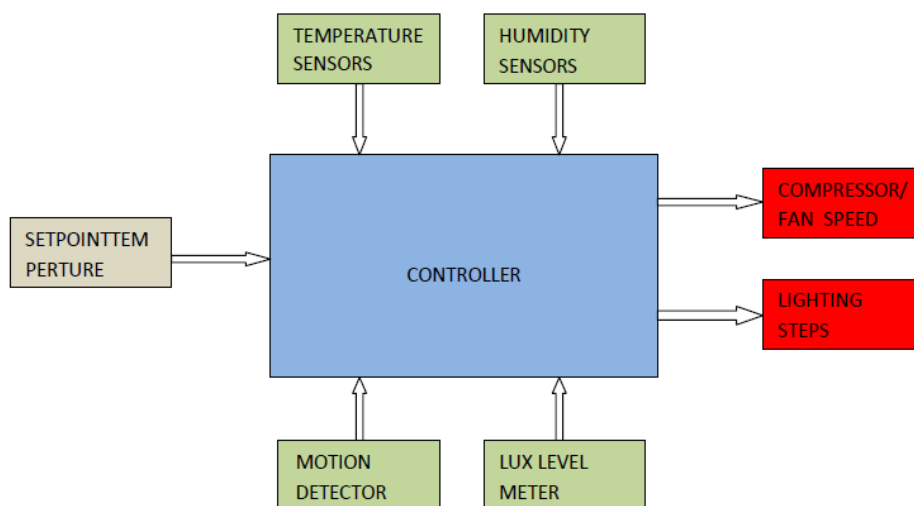 TEMPERATURE
SENSORS
HUMIDITY
SENSORS
COMPRESSOR/
FAN SPEED
SETPOINTTEM
PERTURE
CONTROLLER
LIGHTING
STEPS
MOTION
DETECTOR
LUX LEVEL
METER